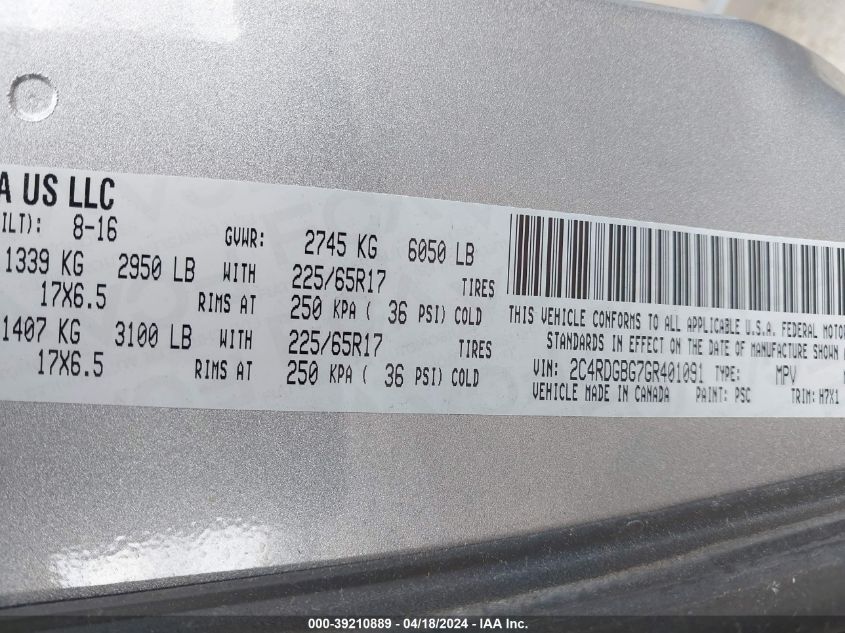 A US LLC
ILT): 8-16 GVWR: 2745 KG 6050 LB
1339 KG 2950 LB WITH 225/65R17 TIRES
17X6.5 RIMS AT 250 KPA ( 36 PSI) COLD
1407 KG 3100 LB WITH 225/65R17 TIRES
17X6.5 RIMS AT 250 KPA ( 36 PSI) COLD
THIS VEHICLE CONFORMS TO ALL APPLICABLE U.S.A. FEDERAL MOTOR
STANDARDS IN EFFECT ON THE DATE OF MANUFACTURE SHOWN
VIN: 2C4RDGBG7GR401091 TYPE: MPV
VEHICLE MADE IN CANADA PAINT: PSC TRIM: H7X1
000-39210889 - 04/18/2024 - IAA Inc.